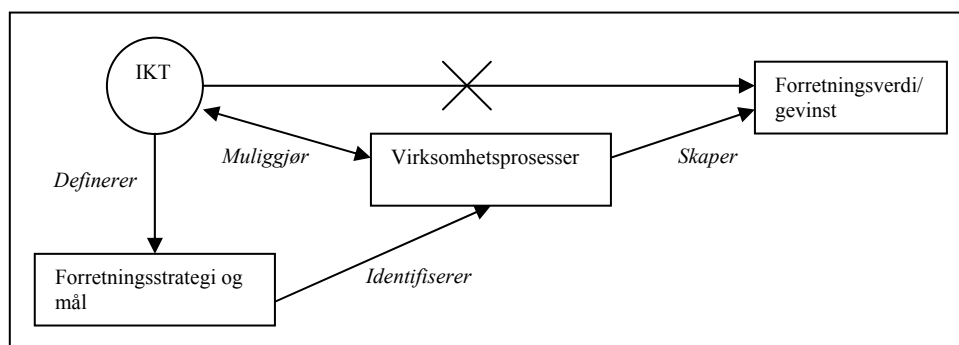 IKT
Forretningsverdi/
gevinst
Muliggjør
Virksomhetsprosesser
Skaper
Definerer
Forretningsstrategi og
mål
Identifiserer